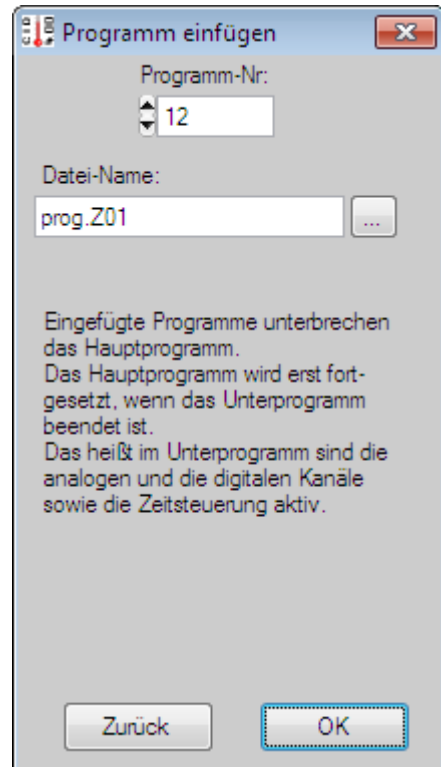 Programm einfügen
Programm-Nr:
12
Datei-Name:
prog.Z01
...
Eingefügte Programme unterbrechen
das Hauptprogramm.
Das Hauptprogramm wird erst fort-
gesetzt, wenn das Unterprogramm
beendet ist.
Das heißt im Unterprogramm sind die
analogen und die digitalen Kanäle
sowie die Zeitsteuerung aktiv.
Zurück
OK